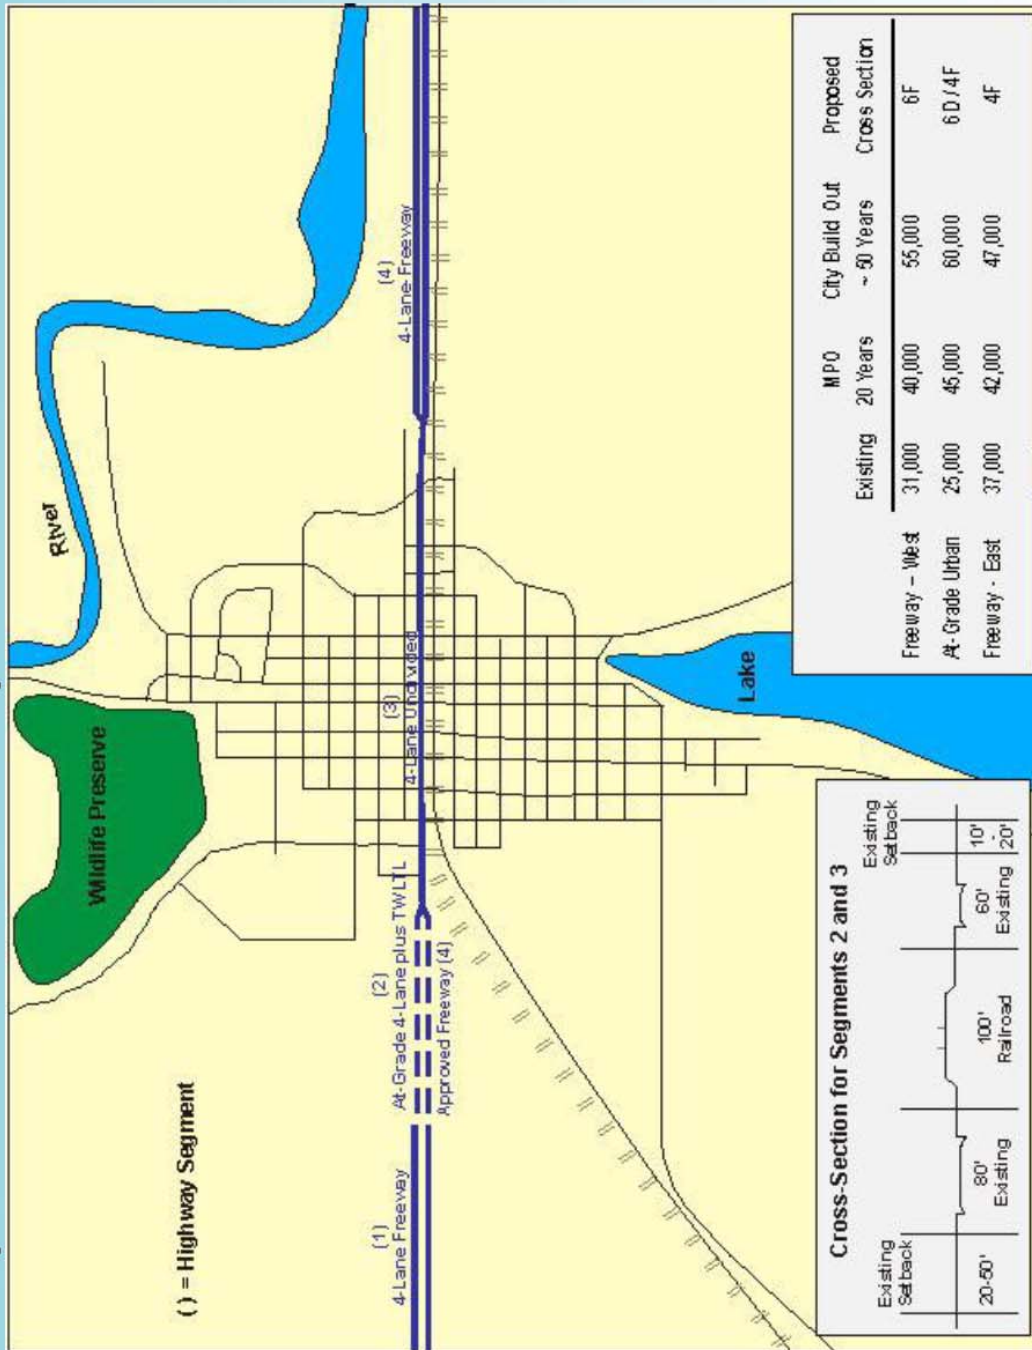 River
Wildlife Preserve
( ) = Highway Segment
(1)
4-Lane Freeway
(2)
At-Grade 4-Lane plus TWLTL
Approved Freeway (4)
(3)
4-Lane Undivided
(4)
4-Lane Freeway
Lake
Cross-Section for Segments 2 and 3
Existing
Setback
Existing
Setback
20-50'
80'
Existing
100'
Railroad
60'
Existing
10'
-
20'
MPO City Build Out Proposed
Existing 20 Years ~ 50 Years Cross Section
Freeway – West 31,000 40,000 55,000 6F
At-Grade Urban 25,000 45,000 60,000 6D/4F
Freeway - East 37,000 42,000 47,000 4F